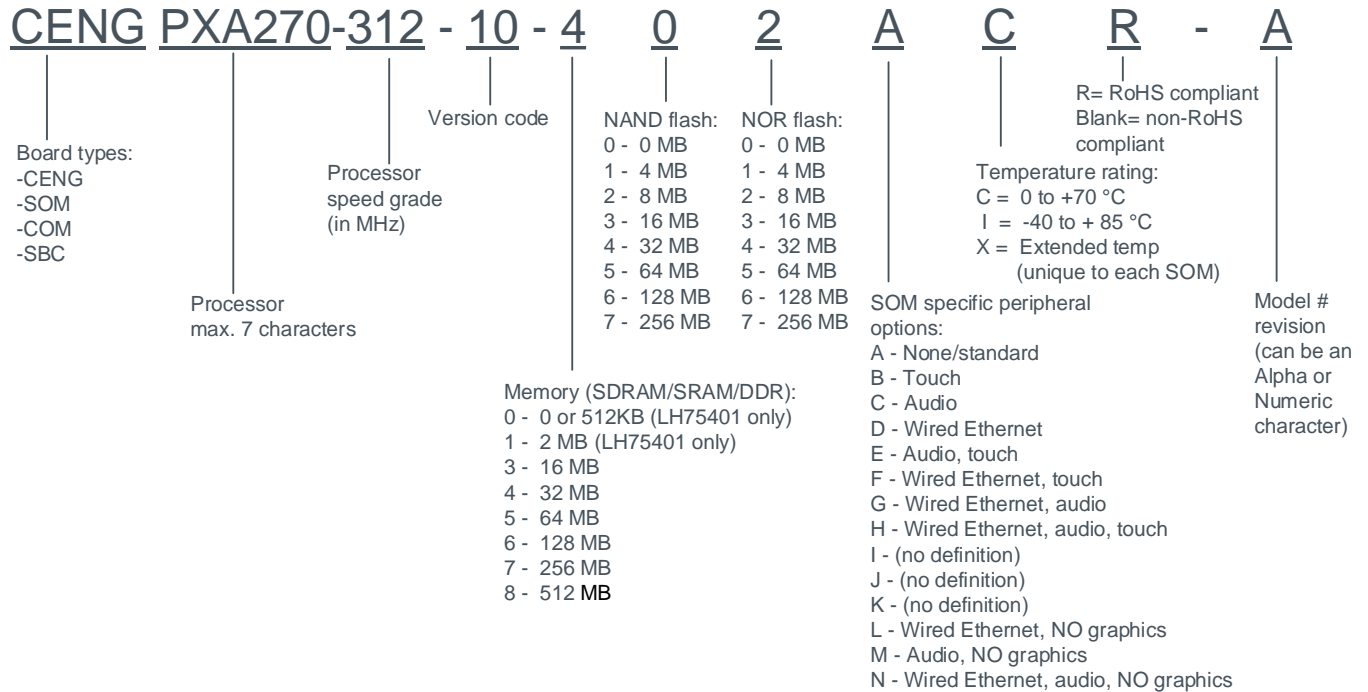 CENG PXA270-312 - 10 - 4 0 2 A C R - A
Board types:
-CENG
-SOM
-COM
-SBC
Processor
max. 7 characters
Processor
speed grade
(in MHz)
Version code
Memory (SDRAM/SRAM/DDR):
0 - 0 or 512KB (LH75401 only)
1 - 2 MB (LH75401 only)
3 - 16 MB
4 - 32 MB
5 - 64 MB
6 - 128 MB
7 - 256 MB
8 - 512 MB
NAND flash:
0 - 0 MB
1 - 4 MB
2 - 8 MB
3 - 16 MB
4 - 32 MB
5 - 64 MB
6 - 128 MB
7 - 256 MB
NOR flash:
0 - 0 MB
1 - 4 MB
2 - 8 MB
3 - 16 MB
4 - 32 MB
5 - 64 MB
6 - 128 MB
7 - 256 MB
SOM specific peripheral
options:
A - None/standard
B - Touch
C - Audio
D - Wired Ethernet
E - Audio, touch
F - Wired Ethernet, touch
G - Wired Ethernet, audio
H - Wired Ethernet, audio, touch
I - (no definition)
J - (no definition)
K - (no definition)
L - Wired Ethernet, NO graphics
M - Audio, NO graphics
N - Wired Ethernet, audio, NO graphics
Temperature rating:
C = 0 to +70 °C
I = -40 to + 85 °C
X = Extended temp
(unique to each SOM)
R= RoHS compliant
Blank= non-RoHS
compliant
Model #
revision
(can be an
Alpha or
Numeric
character)